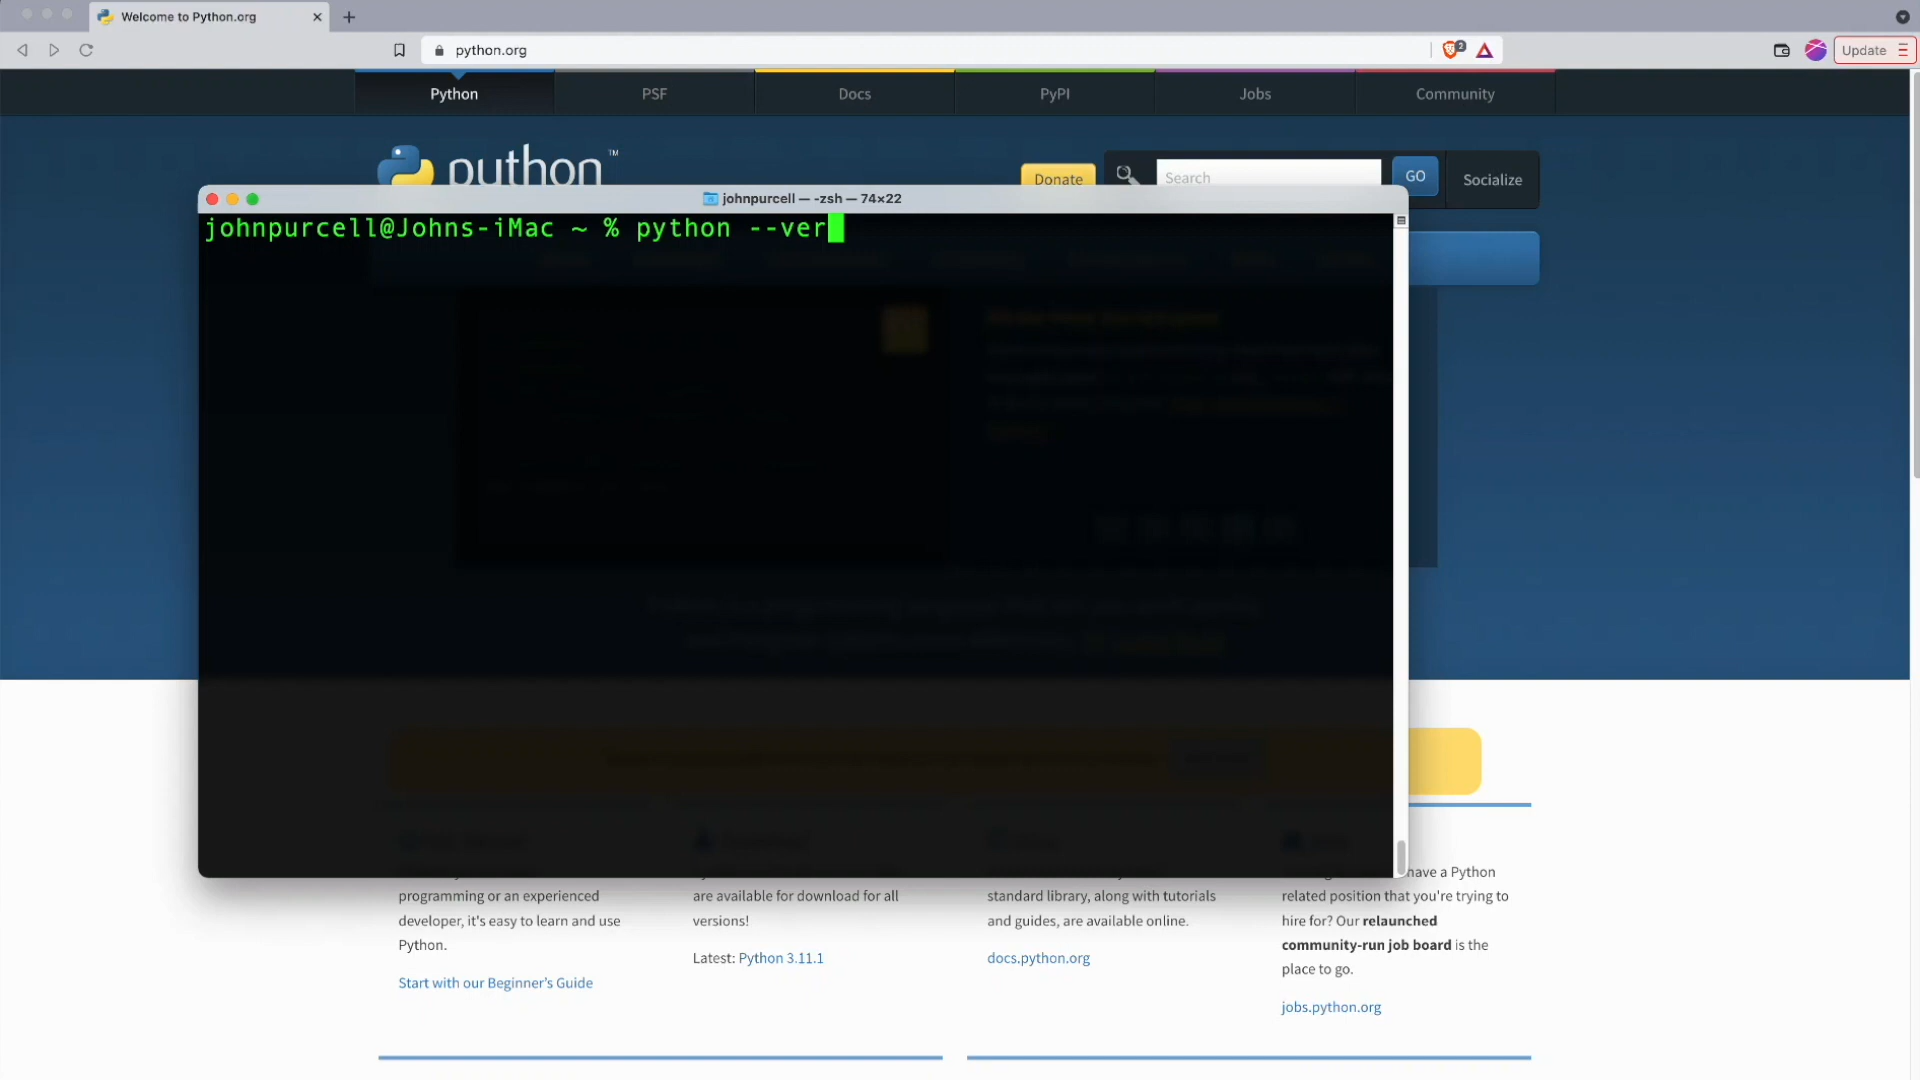 Welcome to Python.org
python.org
2
Update
Python
PSF
Docs
PyPI
Jobs
Community
python™
Donate
Search
GO
Socialize
johnpurcell — -zsh — 74×22
johnpurcell@Johns-iMac ~ % python --ver
programming or an experienced
developer, it's easy to learn and use
Python.
Start with our Beginner's Guide
are available for download for all
versions!
Latest: Python 3.11.1
standard library, along with tutorials
and guides, are available online.
docs.python.org
have a Python
related position that you're trying to
hire for? Our relaunched
community-run job board is the
place to go.
jobs.python.org